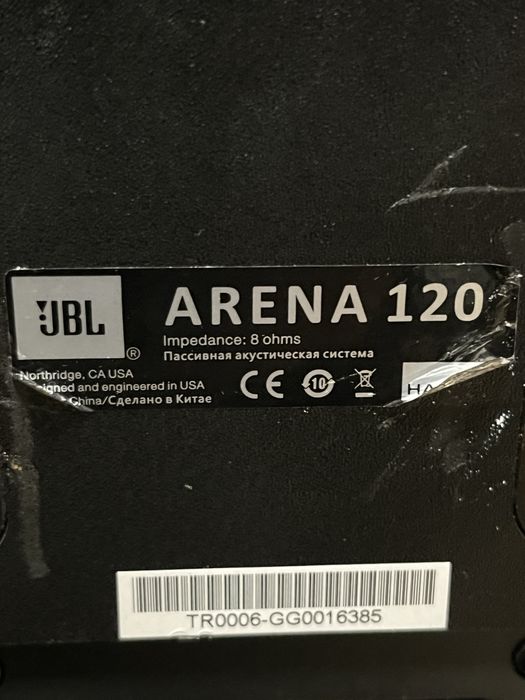 JBL
®
ARENA 120
Impedance: 8 ohms
Пассивная акустическая система
Northridge, CA USA
and engineered in USA
China/Сделано в Китае
CE
10
HA
TR0006-GG0016385